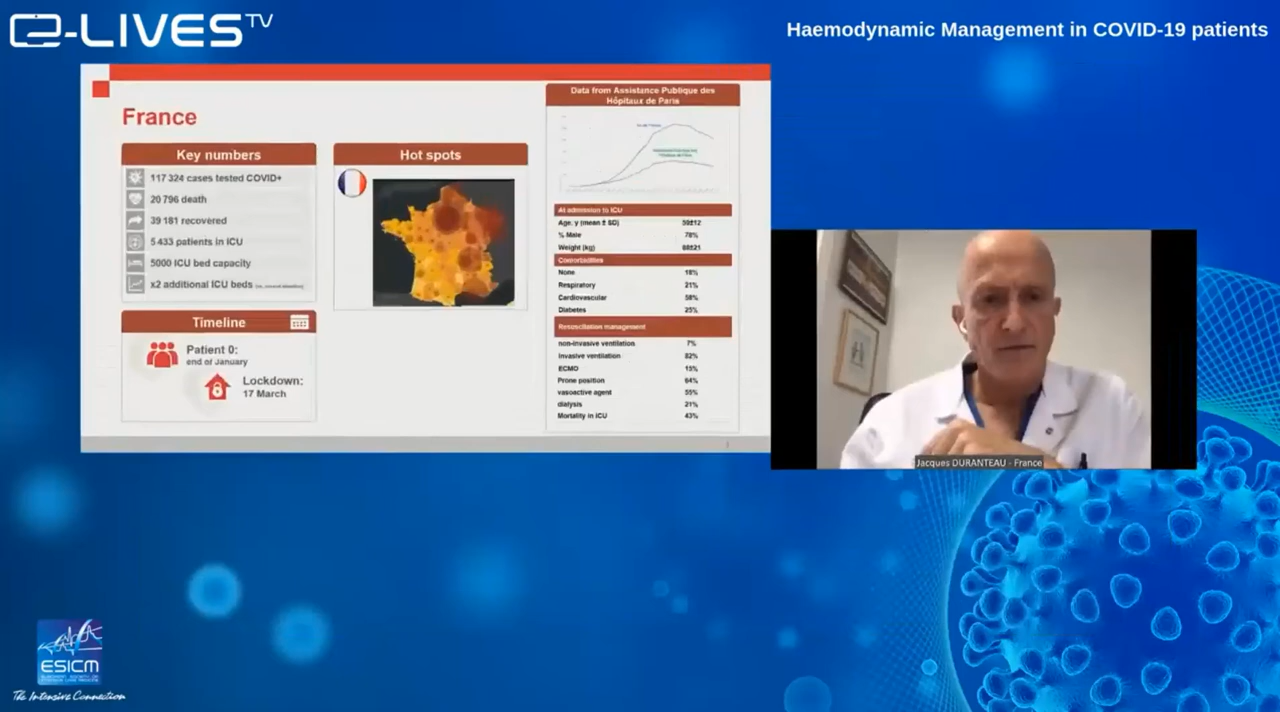 e-LIVES TV
Haemodynamic Management in COVID-19 patients
France
Key numbers
117 324 cases tested COVID+
20 796 death
39 181 recovered
5 433 patients in ICU
5000 ICU bed capacity
x2 additional ICU beds
Timeline
Patient 0:
end of January
Lockdown:
17 March
Hot spots
Data from Assistance Publique des
Hôpitaux de Paris
At admission to ICU
Age, y (mean ± SD)
% Male 78%
Weight (kg)
Comorbidities
None 18%
Respiratory 21%
Cardiovascular 58%
Diabetes 25%
Resuscitation management
non-invasive ventilation 7%
Invasive ventilation 82%
ECMO 15%
Prone position 64%
vasoactive agent 55%
dialysis 21%
Mortality in ICU 43%
Jacques DURANTEAU - France
ESICM
The Intensive Connection